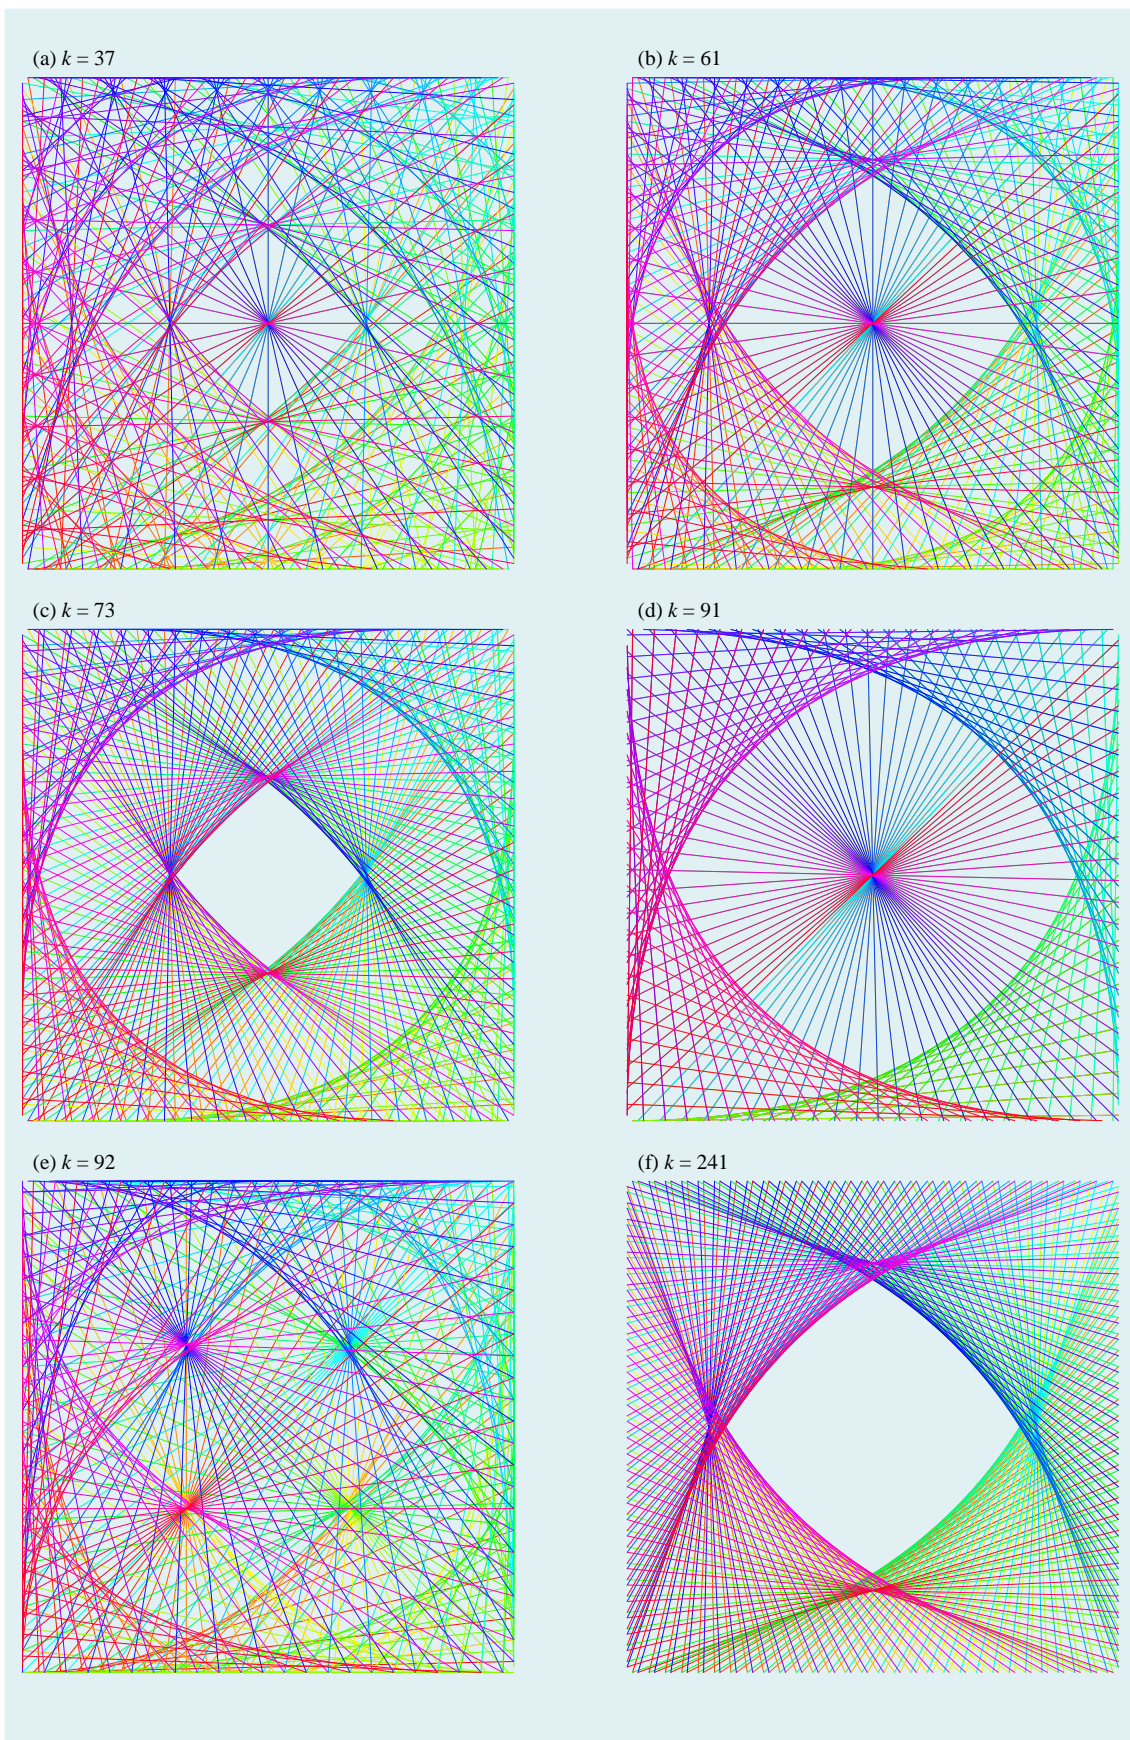 (a) k = 37
(b) k = 61
(c) k = 73
(d) k = 91
(e) k = 92
(f) k = 241